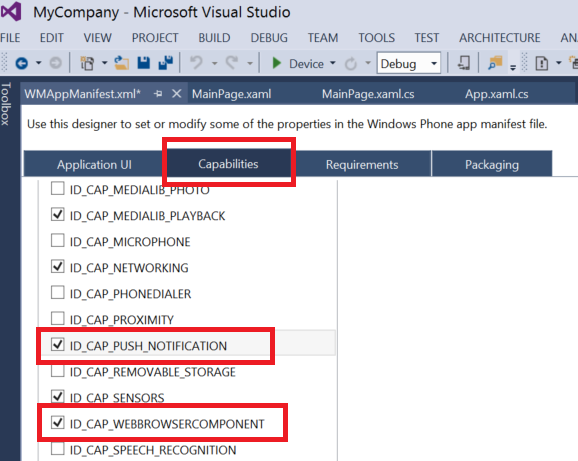 MyCompany - Microsoft Visual Studio
FILE EDIT VIEW PROJECT BUILD DEBUG TEAM TOOLS TEST ARCHITECTURE AN
Device Debug
Toolbox
WMAppManifest.xml* MainPage.xaml MainPage.xaml.cs App.xaml.cs
Use this designer to set or modify some of the properties in the Windows Phone app manifest file.
Application UI Capabilities Requirements Packaging
ID_CAP_MEDIALIB_PHOTO
ID_CAP_MEDIALIB_PLAYBACK
ID_CAP_MICROPHONE
ID_CAP_NETWORKING
ID_CAP_PHONEDIALER
ID_CAP_PROXIMITY
ID_CAP_PUSH_NOTIFICATION
ID_CAP_REMOVABLE_STORAGE
ID_CAP_SENSORS
ID_CAP_WEBBROWSERCOMPONENT
ID_CAP_SPEECH_RECOGNITION